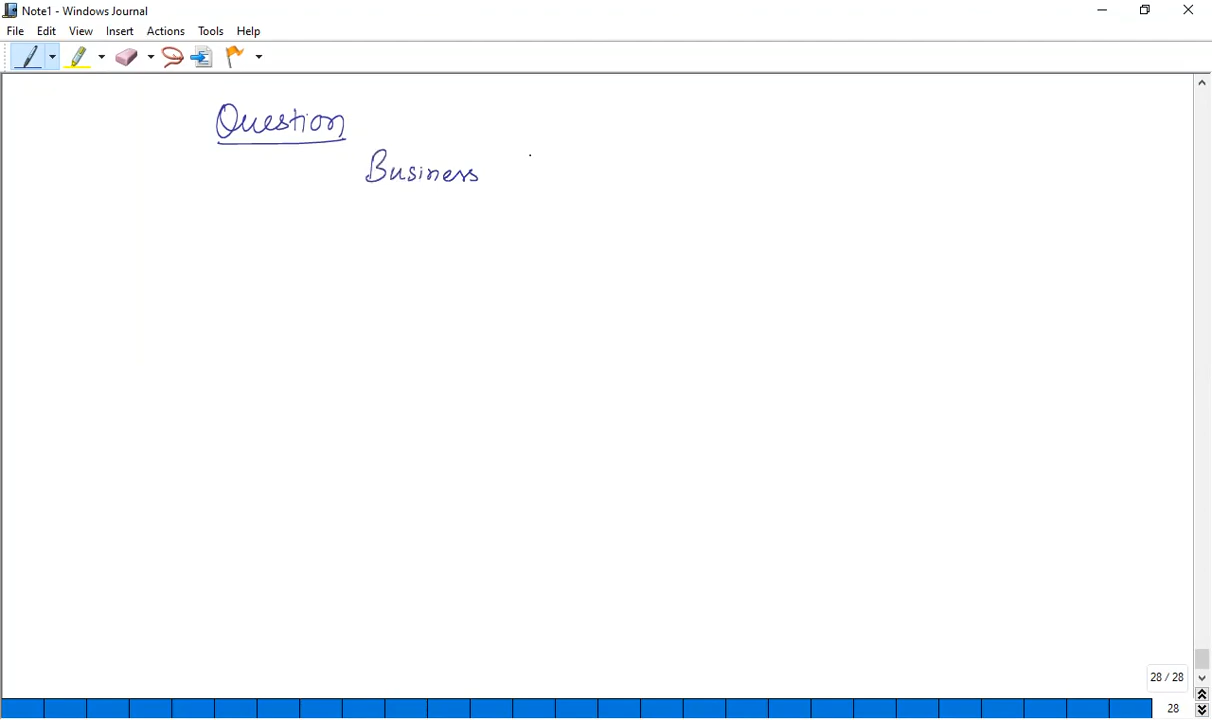 Note1 - Windows Journal
File Edit View Insert Actions Tools Help
Question
Business
28 / 28
28